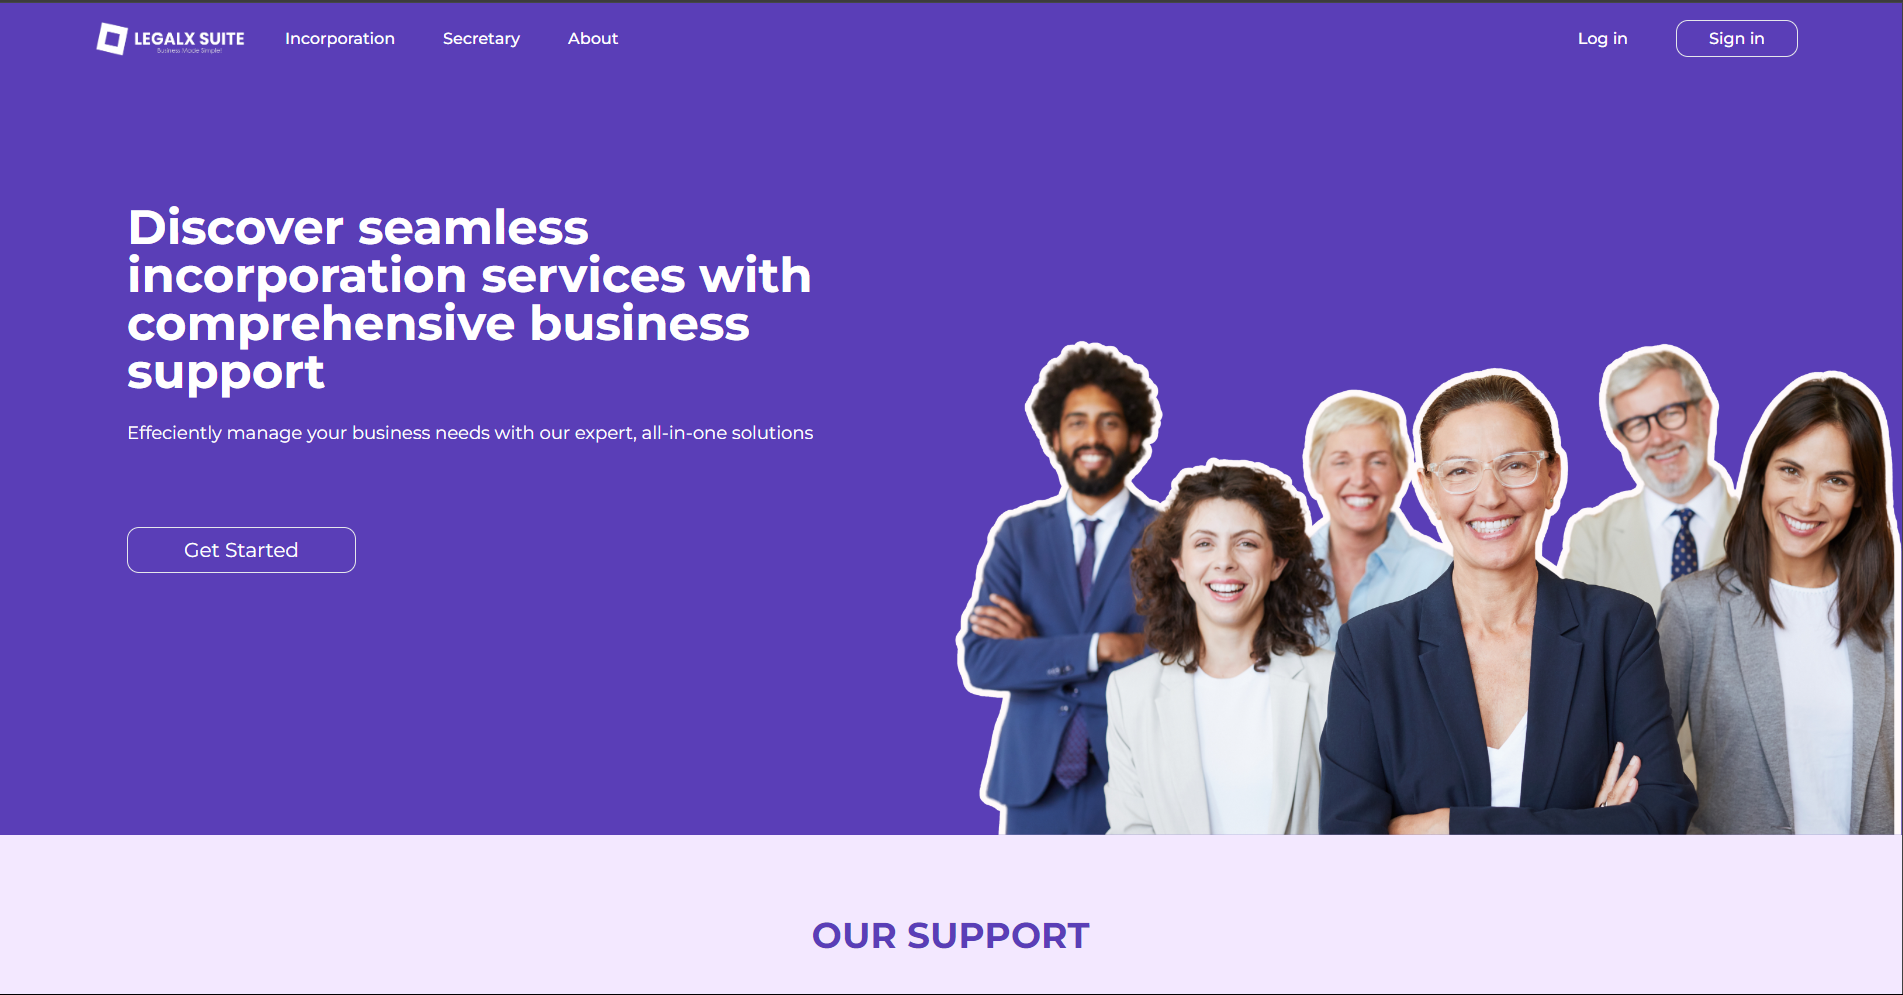 LEGALX SUITE
Business Made Simple!
Incorporation
Secretary
About
Log in
Sign in
Discover seamless
incorporation services with
comprehensive business
support
Effeciently manage your business needs with our expert, all-in-one solutions
Get Started
OUR SUPPORT